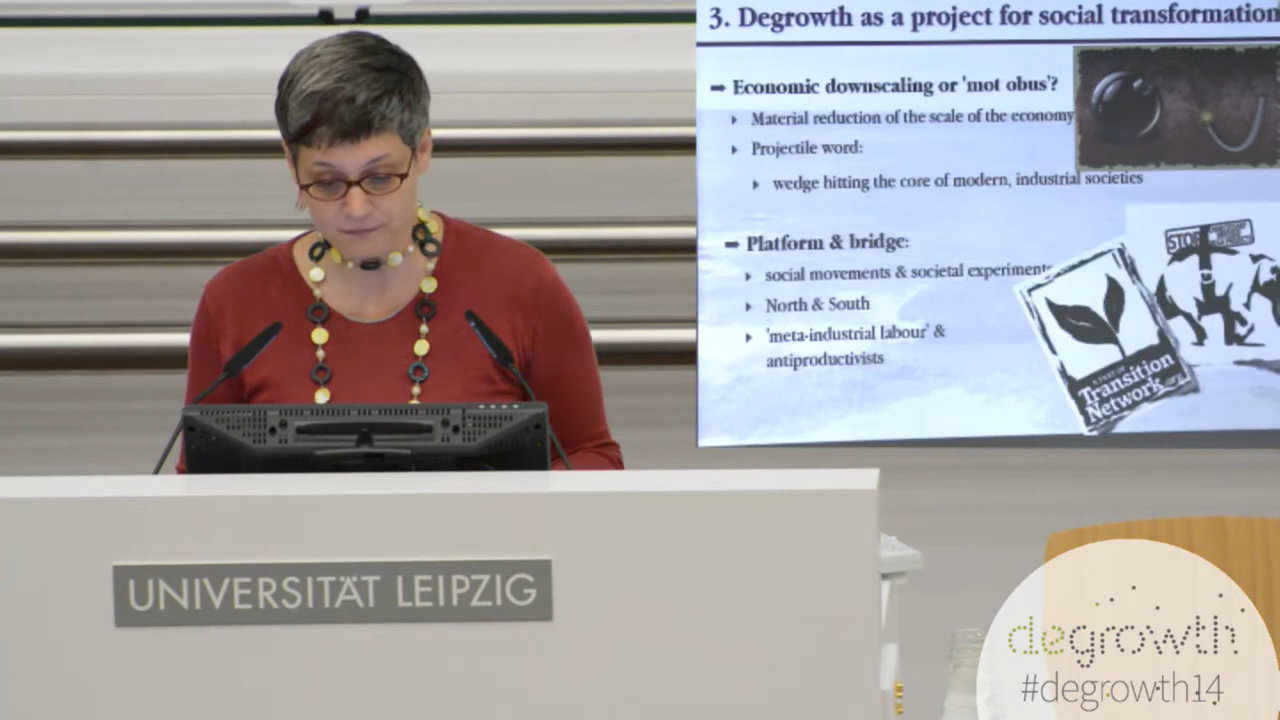 3. Degrowth as a project for social transformation
Economic downscaling or 'mot obus'?
Material reduction of the scale of the economy
Projectile word:
wedge hitting the core of modern, industrial societies
Platform & bridge:
social movements & societal experiments
North & South
'meta-industrial labour' &
antiproductivists
STOP
A PART OF
Transition
Network
UNIVERSITÄT LEIPZIG
degrowth
#degrowth14